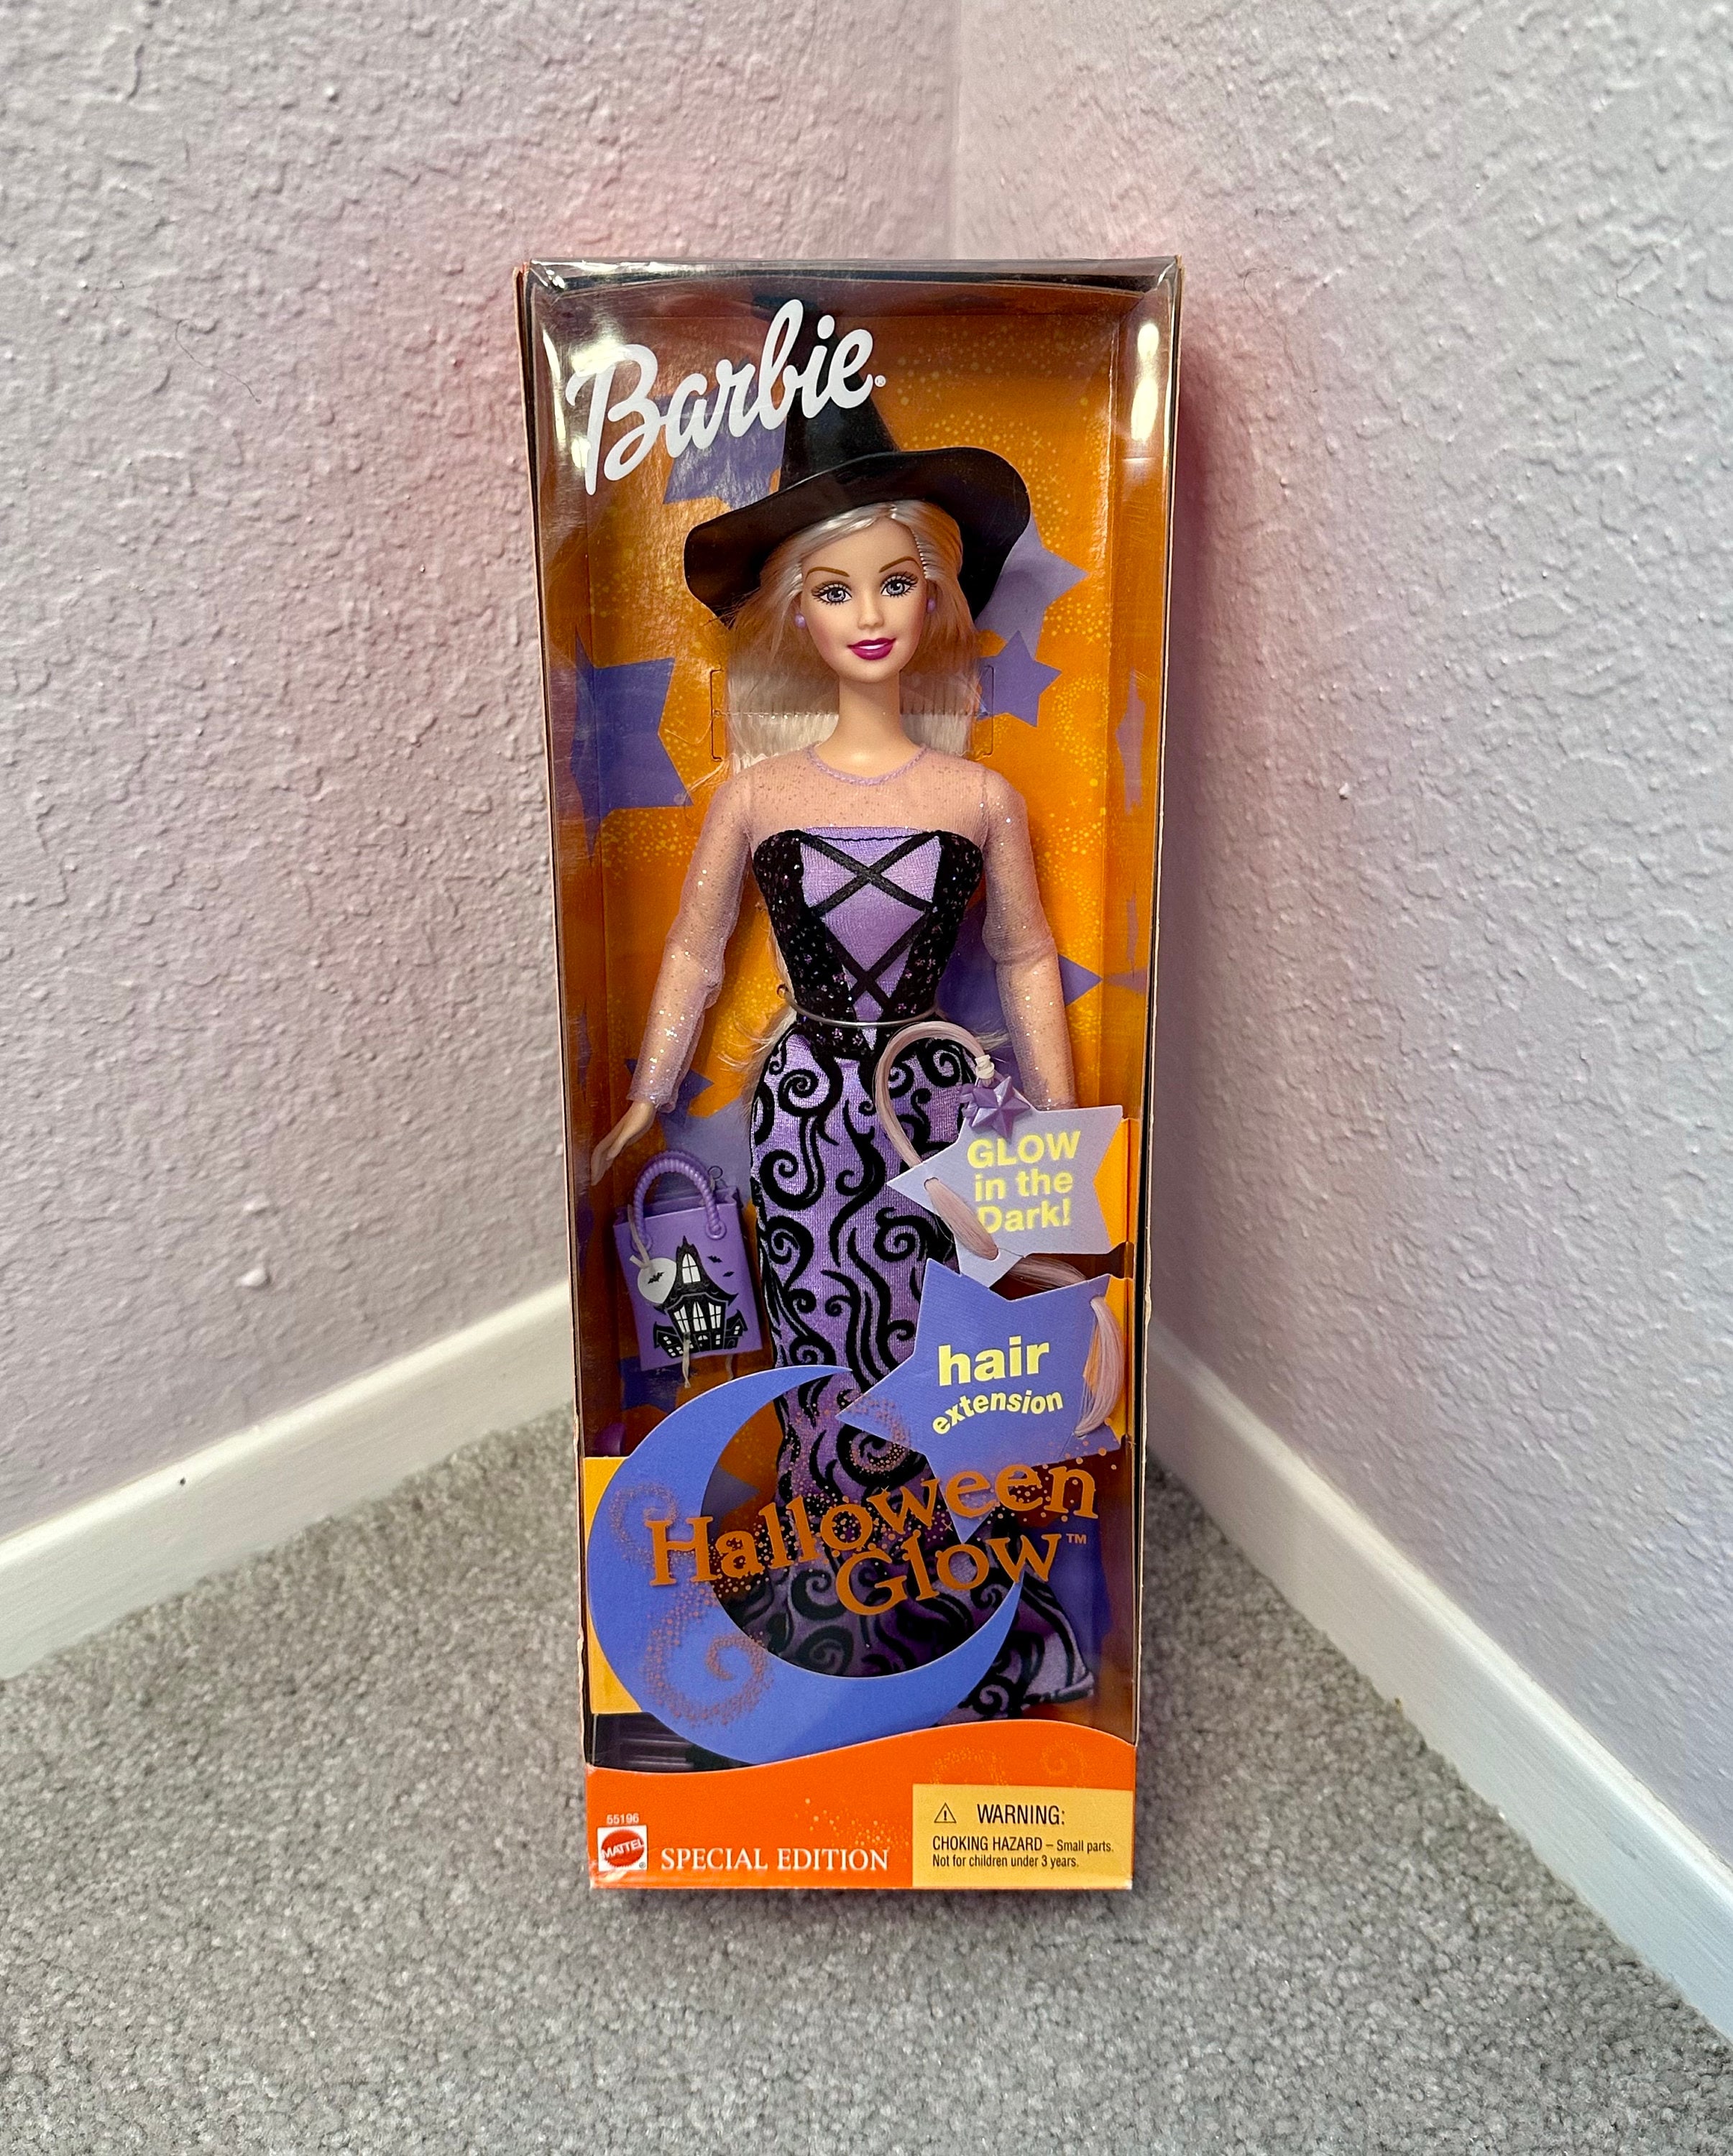 Barbie®
GLOW
in the
Dark!
hair
extension
Halloween
Glow™
55196
MATTEL
®
SPECIAL EDITION
⚠ WARNING:
CHOKING HAZARD – Small parts.
Not for children under 3 years.